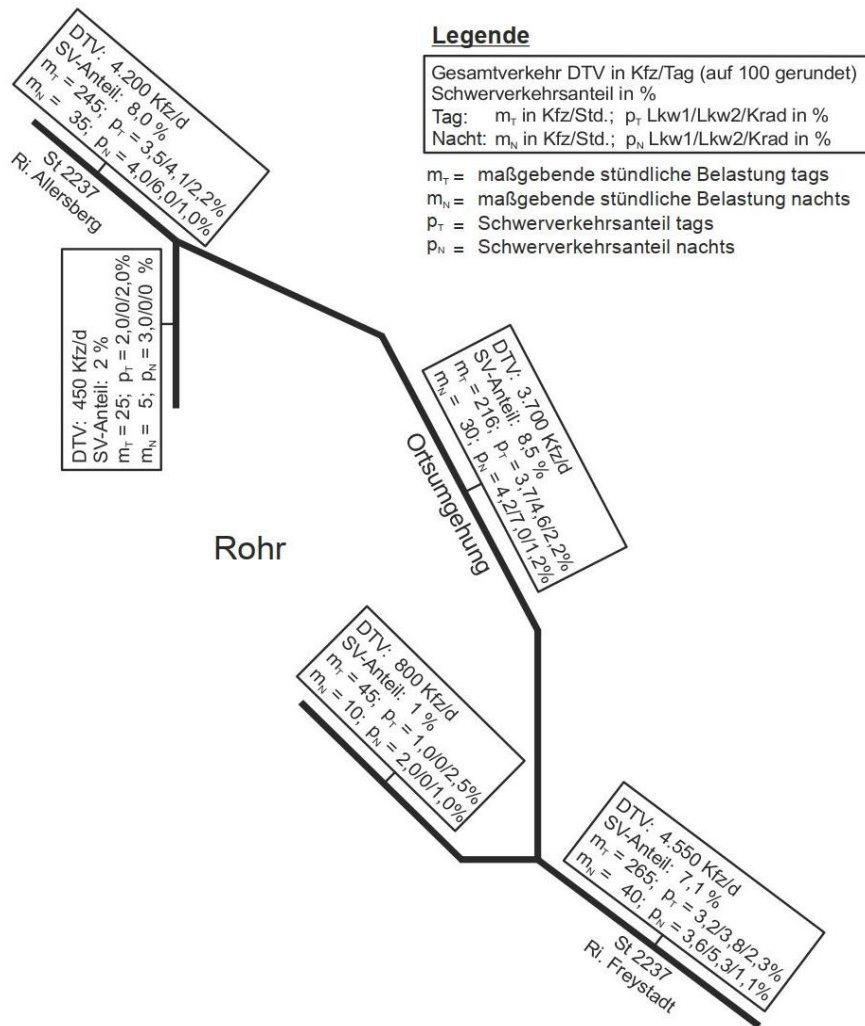 Legende
Gesamtverkehr DTV in Kfz/Tag (auf 100 gerundet)
Schwerverkehrsanteil in %
Tag: m_T in Kfz/Std.; p_T Lkw1/Lkw2/Krad in %
Nacht: m_N in Kfz/Std.; p_N Lkw1/Lkw2/Krad in %
m_T = maßgebende stündliche Belastung tags
m_N = maßgebende stündliche Belastung nachts
p_T = Schwerverkehrsanteil tags
p_N = Schwerverkehrsanteil nachts
DTV: 4.200 Kfz/d
SV-Anteil: 8,0 %
m_T = 245; p_T = 3,5/4,1/2,2%
m_N = 35; p_N = 4,0/6,0/1,0%
St 2237
Ri. Allersberg
DTV: 450 Kfz/d
SV-Anteil: 2 %
m_T = 25; p_T = 2,0/0/2,0%
m_N = 5; p_N = 3,0/0/0 %
DTV: 3.700 Kfz/d
SV-Anteil: 8,5 %
m_T = 216; p_T = 3,7/4,6/2,2%
m_N = 30; p_N = 4,2/7,0/1,2%
Ortsumgehung
Rohr
DTV: 800 Kfz/d
SV-Anteil: 1 %
m_T = 45; p_T = 1,0/0/2,5%
m_N = 10; p_N = 2,0/0/1,0%
DTV: 4.550 Kfz/d
SV-Anteil: 7,1 %
m_T = 265; p_T = 3,2/3,8/2,3%
m_N = 40; p_N = 3,6/5,3/1,1%
St 2237
Ri. Freystadt